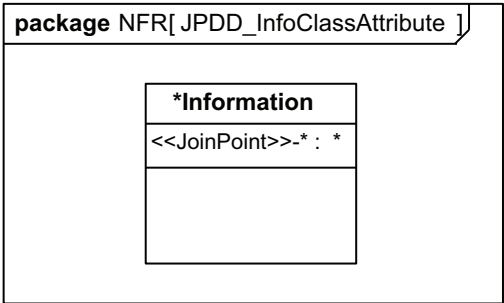 package NFR[ JPDD_InfoClassAttribute ]
*Information
<<JoinPoint>>-* : *